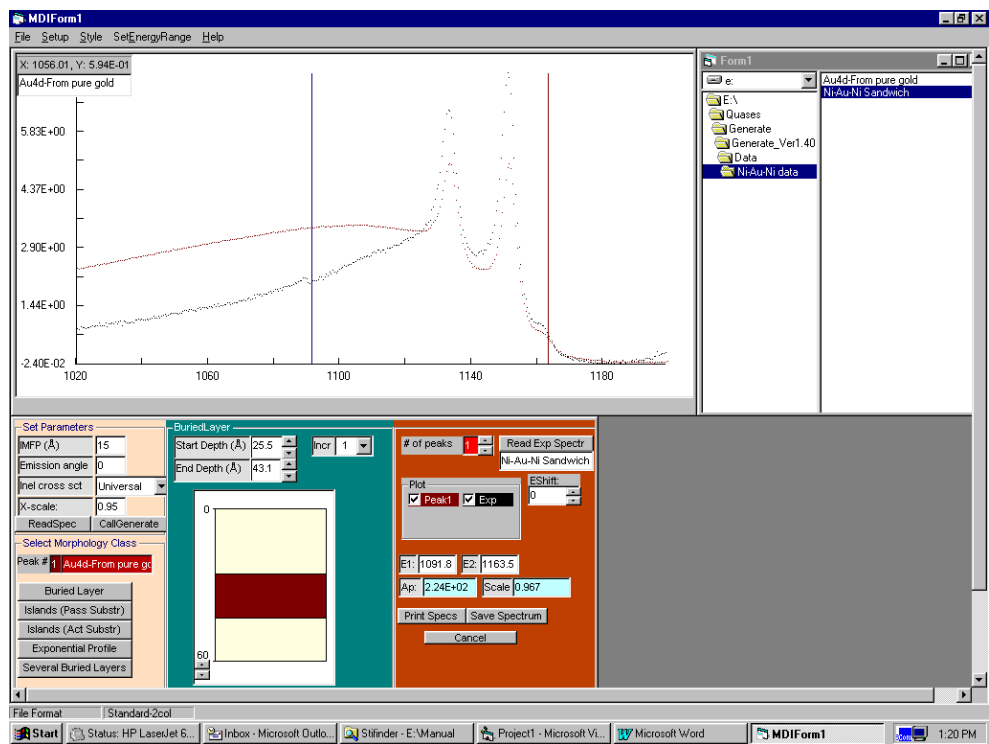 MDIForm1
File Setup Style SetEnergyRange Help
X: 1056.01, Y: 5.94E-01
Au4d-From pure gold
5.83E+00
4.37E+00
2.90E+00
1.44E+00
-2.40E-02
1020 1060 1100 1140 1180
Form1
e:
E:\
Quases
Generate
Generate_Ver1.40
Data
Ni-Au-Ni data
Au4d-From pure gold
Ni-Au-Ni Sandwich
Set Parameters
IMFP (Å) 15
Emission angle 0
Inel cross sct Universal
X-scale: 0.95
ReadSpec CallGenerate
Select Morphology Class
Peak # 1 Au4d-From pure go
Buried Layer
Islands (Pass Substr)
Islands (Act Substr)
Exponential Profile
Several Buried Layers
BuriedLayer
Start Depth (Å) 25.5 Incr 1
End Depth (Å) 43.1
0
60
# of peaks 1 Read Exp Spectr
Ni-Au-Ni Sandwich
Plot EShift:
Peak1 Exp 0
E1: 1091.8 E2: 1163.5
Ap: 2.24E+02 Scale 0.967
Print Specs Save Spectrum
Cancel
File Format Standard-2col
Start Status: HP LaserJet 6... Inbox - Microsoft Outlo... Stifinder - E:\Manual Project1 - Microsoft Vi... Microsoft Word MDIForm1 1:20 PM